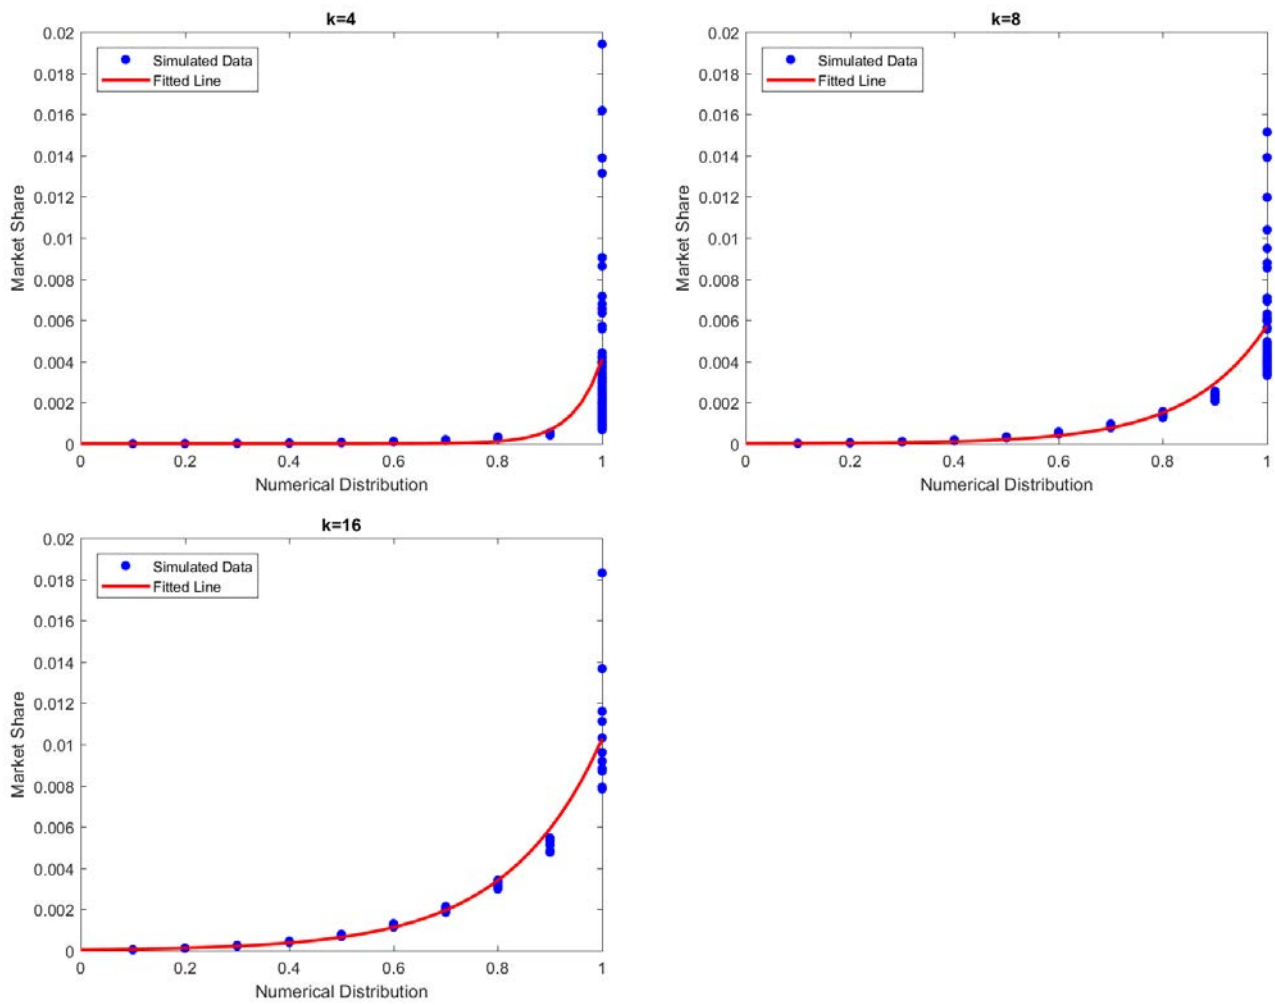 k=4
0.02
0.018
0.016
0.014
0.012
0.01
0.008
0.006
0.004
0.002
0
Market Share
Simulated Data
Fitted Line
0 0.2 0.4 0.6 0.8 1
Numerical Distribution
k=8
0.02
0.018
0.016
0.014
0.012
0.01
0.008
0.006
0.004
0.002
0
Market Share
Simulated Data
Fitted Line
0 0.2 0.4 0.6 0.8 1
Numerical Distribution
k=16
0.02
0.018
0.016
0.014
0.012
0.01
0.008
0.006
0.004
0.002
0
Market Share
Simulated Data
Fitted Line
0 0.2 0.4 0.6 0.8 1
Numerical Distribution